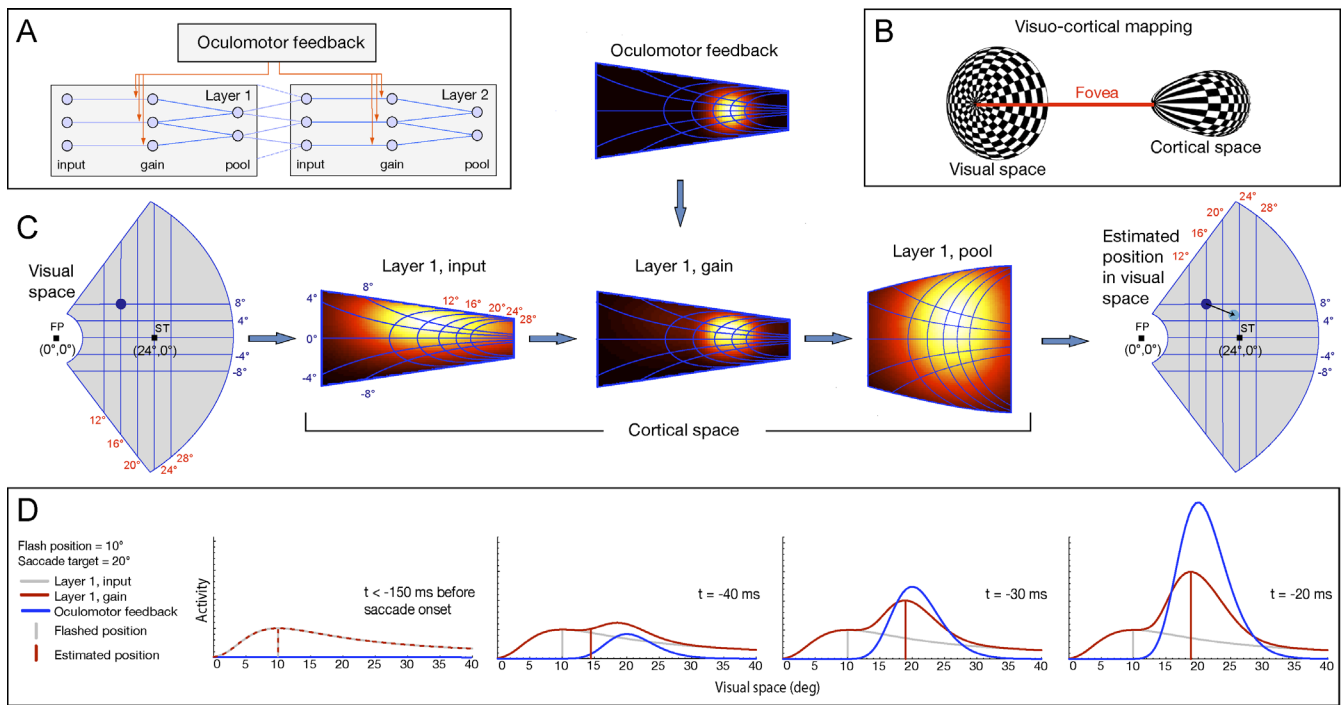 A
Oculomotor feedback
Layer 1
Layer 2
input
gain
pool
input
gain
pool
Oculomotor feedback
B
Visuo-cortical mapping
Fovea
Visual space
Cortical space
C
Visual
space
FP
(0°,0°)
ST
(24°,0°)
8°
-4°
-8°
12°
16°
20°
24°
28°
Layer 1, input
8°
4°
0°
-4°
-8°
12°
16°
20°
24°
28°
Layer 1, gain
Layer 1, pool
Cortical space
Estimated
position
in visual
space
12°
16°
20°
24°
28°
FP
(0°,0°)
ST
(24°,0°)
8°
-4°
-8°
D
Flash position = 10°
Saccade target = 20°
Layer 1, input
Layer 1, gain
Oculomotor feedback
Flashed position
Estimated position
Activity
t < -150 ms before
saccade onset
0 5 10 15 20 25 30 35 40
t = -40 ms
0 5 10 15 20 25 30 35 40
t = -30 ms
0 5 10 15 20 25 30 35 40
t = -20 ms
0 5 10 15 20 25 30 35 40
Visual space (deg)